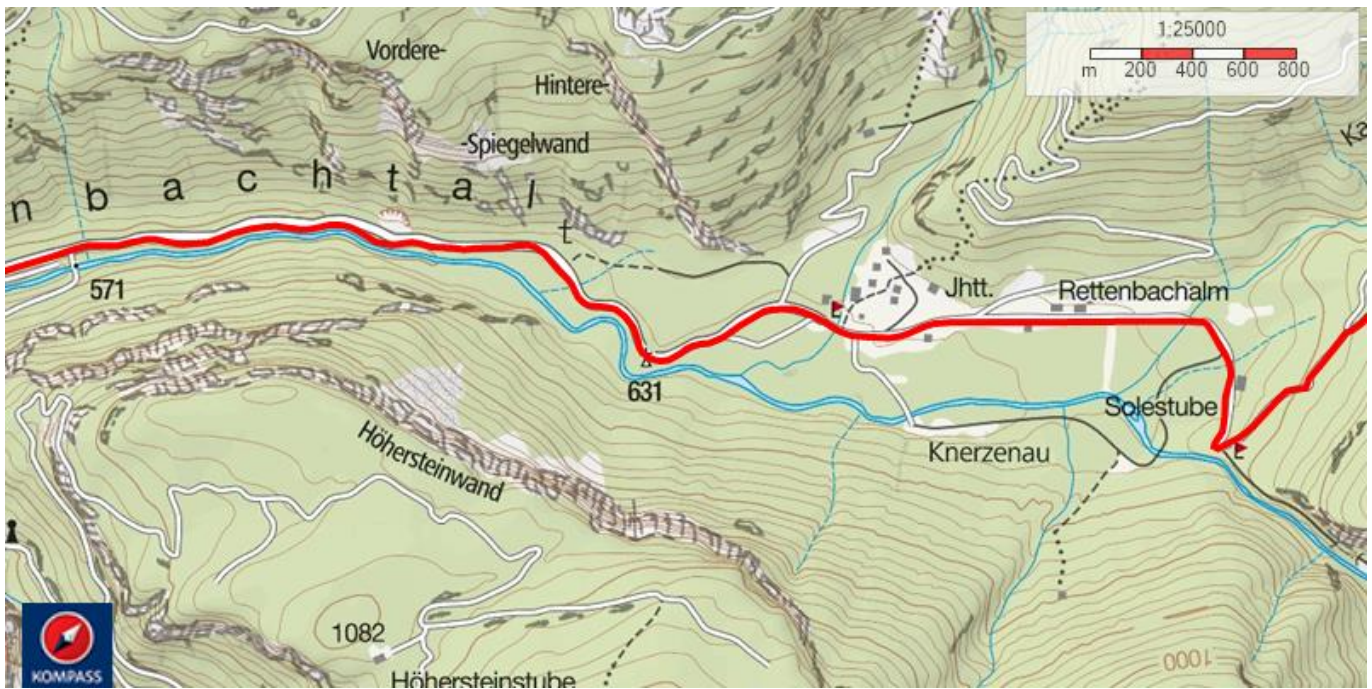 1:25000
m 200 400 600 800
Vordere-
Hintere-
-Spiegelwand
n b a c h t a l
571
Jhtt.
Rettenbachalm
631
Solestube
Höhersteinwand
Knerzenau
1082
Höhersteinstube
1000
KOMPASS